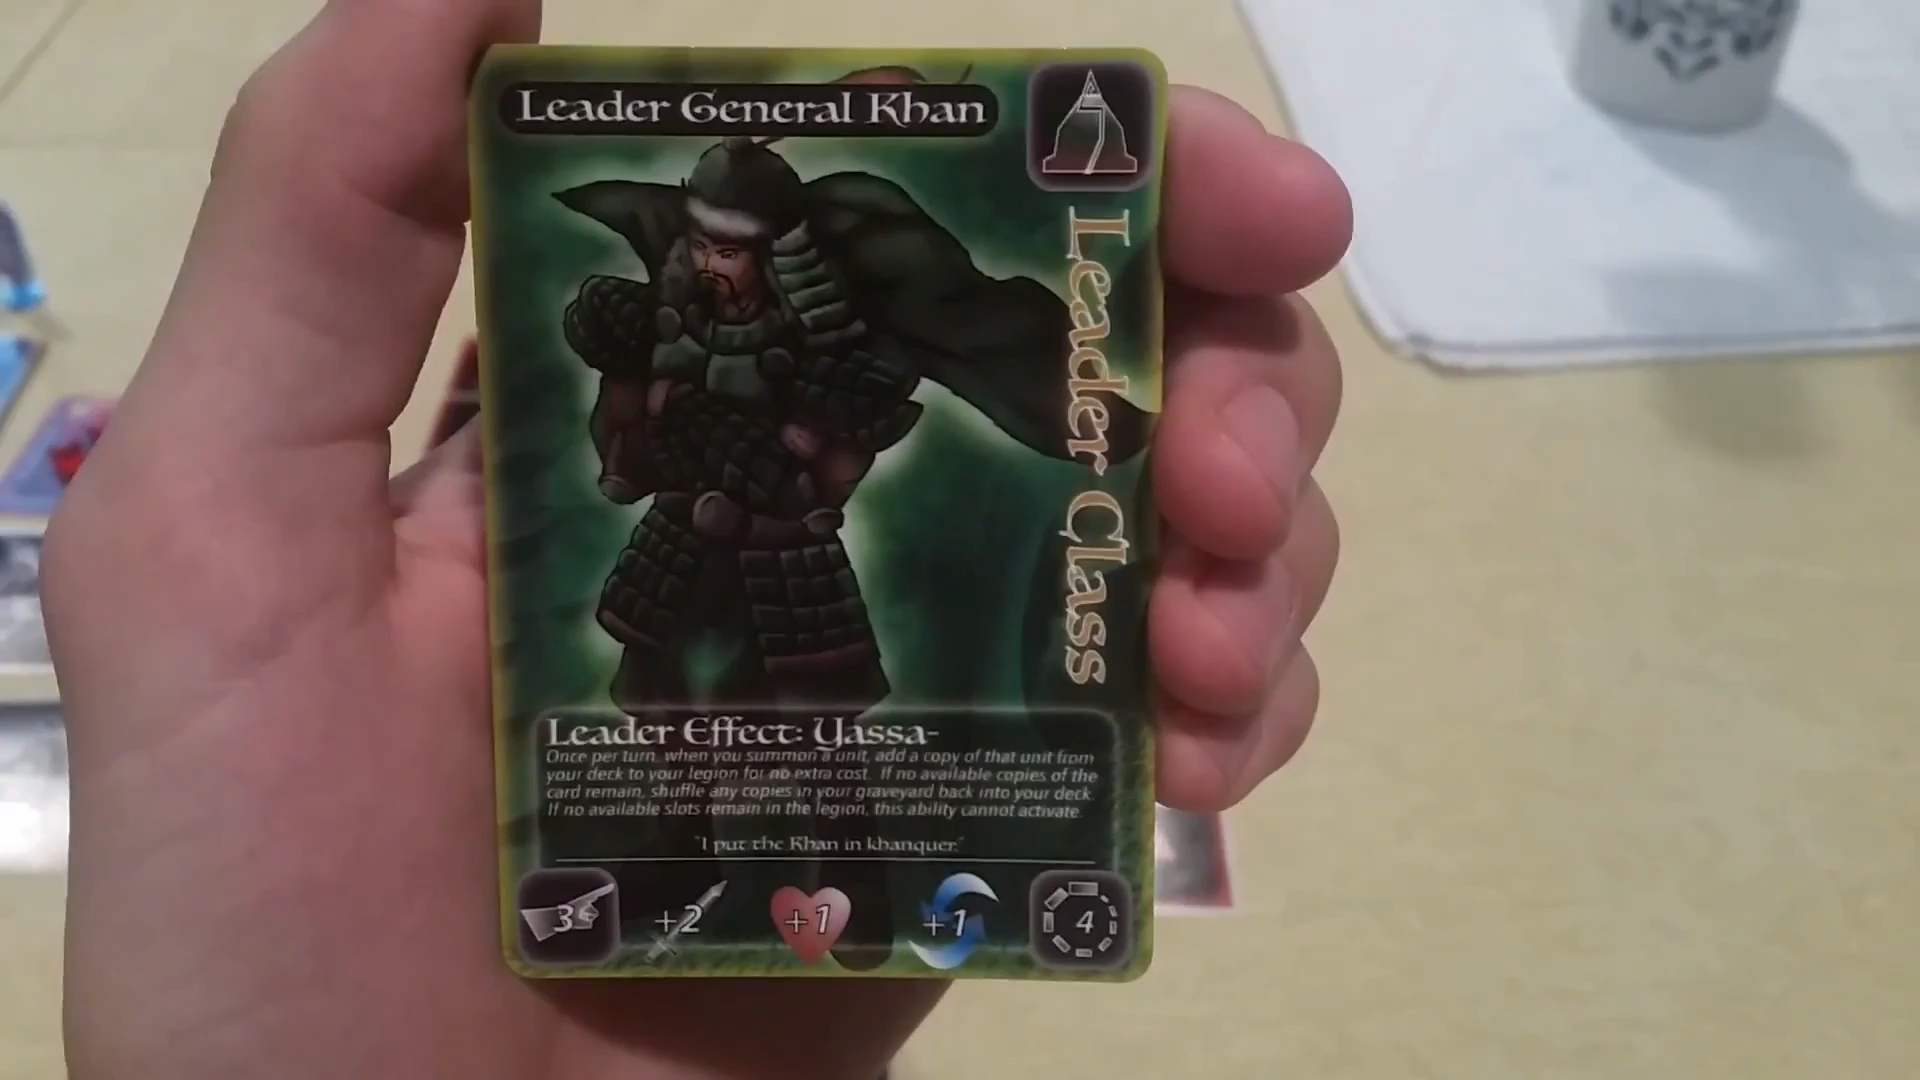 Leader General Khan
Leader Class
Leader Effect: Yassa-
Once per turn, when you summon a unit, add a copy of that unit from
your deck to your legion for no extra cost. If no available copies of the
card remain, shuffle any copies in your graveyard back into your deck.
If no available slots remain in the legion, this ability cannot activate.
"I put the Khan in khanquer."
3 +2 +1 +1 4